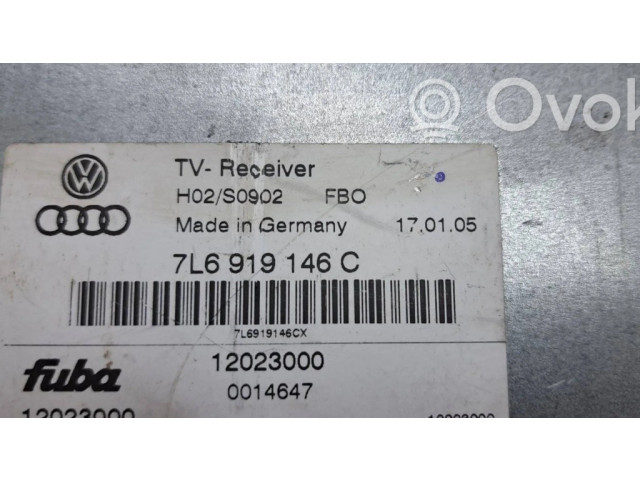 Ovok
TV- Receiver
H02/S0902 FBO
Made in Germany 17.01.05
7L6 919 146 C
7L6919146CX
fuba 12023000
0014647
12023000